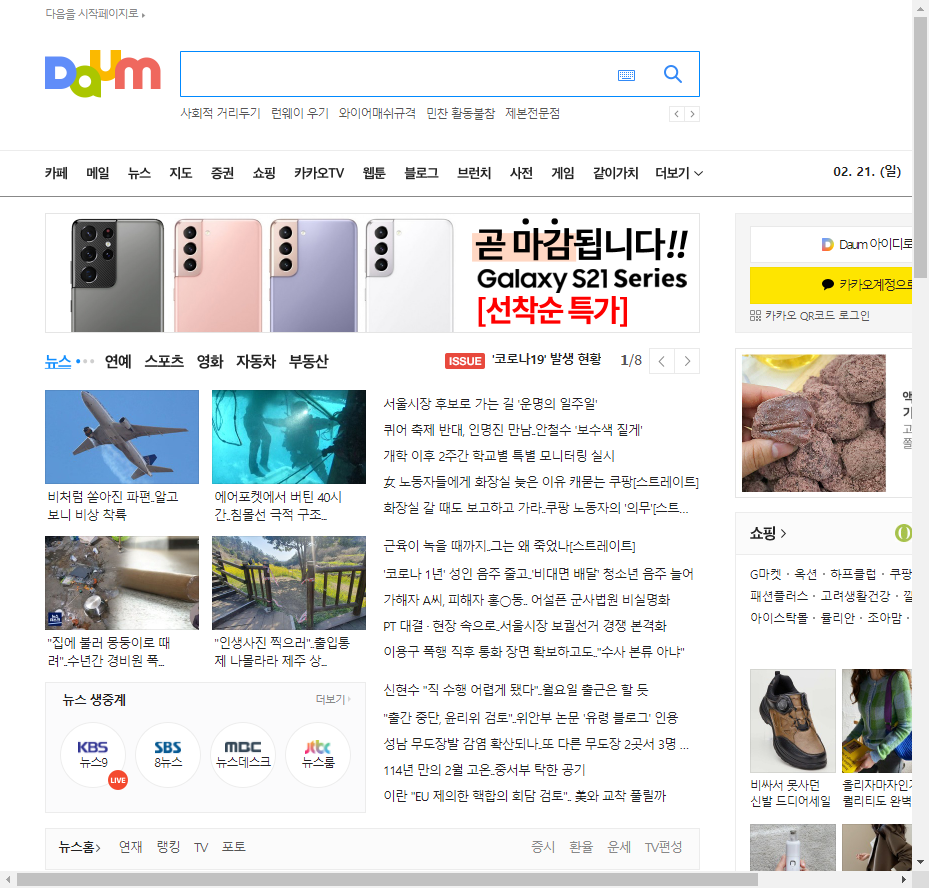 다음을 시작페이지로
Daum
사회적 거리두기 런웨이 우기 와이어매쉬규격 민찬 활동불참 제본전문점
카페 메일 뉴스 지도 증권 쇼핑 카카오TV 웹툰 블로그 브런치 사전 게임 같이가치 더보기
02. 21. (일)
곧 마감됩니다!!
Galaxy S21 Series
[선착순 특가]
Daum 아이디로
카카오계정으로
카카오 QR코드 로그인
뉴스 연예 스포츠 영화 자동차 부동산
ISSUE '코로나19' 발생 현황 1/8
비처럼 쏟아진 파편..알고
보니 비상 착륙
에어포켓에서 버틴 40시
간..침몰선 극적 구조...
"집에 불러 몽둥이로 때
려"..수년간 경비원 폭...
"인생사진 찍으러"..출입통
제 나몰라라 제주 상...
서울시장 후보로 가는 길 '운명의 일주일'
퀴어 축제 반대, 인명진 만남..안철수 '보수색 짙게'
개학 이후 2주간 학교별 특별 모니터링 실시
女 노동자들에게 화장실 늦은 이유 캐묻는 쿠팡[스트레이트]
화장실 갈 때도 보고하고 가라..쿠팡 노동자의 '의무'[스트...
근육이 녹을 때까지..그는 왜 죽었나[스트레이트]
'코로나 1년' 성인 음주 줄고..'비대면 배달' 청소년 음주 늘어
가해자 A씨, 피해자 홍○동.. 어설픈 군사법원 비실명화
PT 대결·현장 속으로..서울시장 보궐선거 경쟁 본격화
이용구 폭행 직후 통화 장면 확보하고도.."수사 본류 아냐"
신현수 "직 수행 어렵게 됐다"..월요일 출근은 할 듯
"출간 중단, 윤리위 검토"..위안부 논문 '유령 블로그' 인용
성남 무도장발 감염 확산되나..또 다른 무도장 2곳서 3명 ...
114년 만의 2월 고온..중서부 탁한 공기
이란 "EU 제의한 핵합의 회담 검토".. 美와 교착 풀릴까
뉴스 생중계 더보기
KBS
뉴스9
LIVE
SBS
8뉴스
MBC
뉴스데스크
jtbc
뉴스룸
뉴스홈 연재 랭킹 TV 포토
증시 환율 운세 TV편성
쇼핑
G마켓·옥션·하프클럽·쿠팡
패션플러스·고려생활건강·
아이스탁몰·뮬리안·조아맘·
비싸서 못사던
신발 드디어세일
올리자마자인기
퀄리티도 완벽